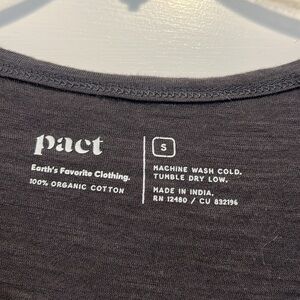 pact
Earth's Favorite Clothing.
100% ORGANIC COTTON
S
MACHINE WASH COLD.
TUMBLE DRY LOW.
MADE IN INDIA.
RN 12480 / CU 832196